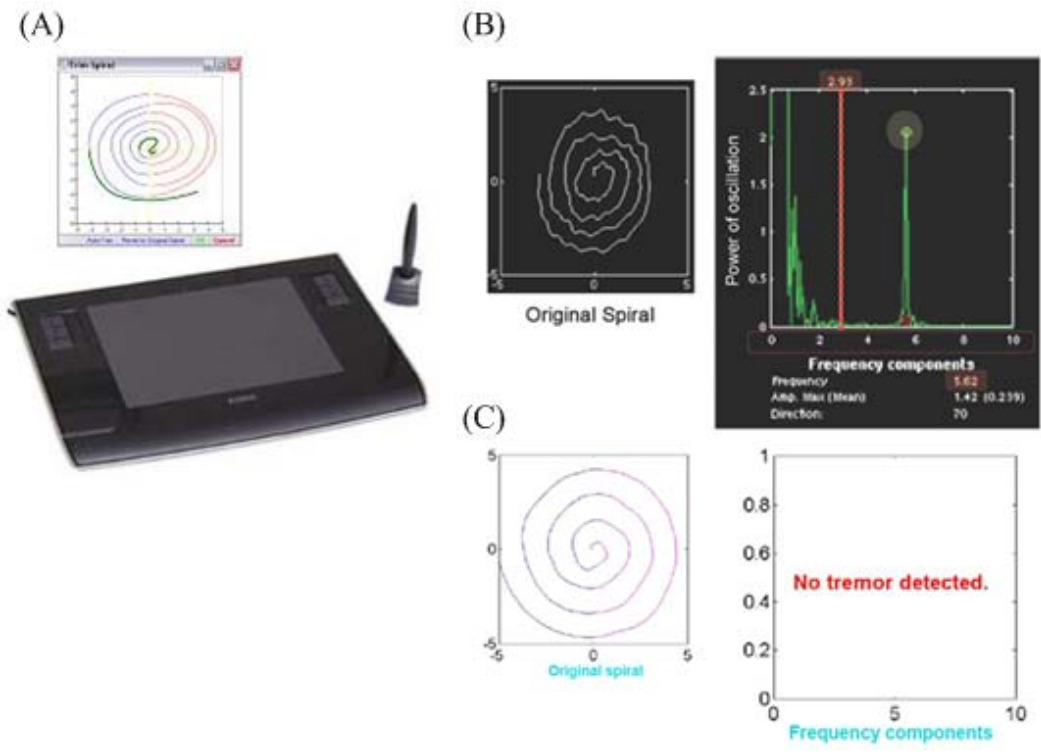 (A)
Trim Spiral
(B)
5
0
-5
0
5
Original Spiral
2.93
2.5
2
1.5
1
0.5
0
Power of oscillation
0 2 4 6 8 10
Frequency components
Frequency 5.62
Amp. Max (Mean) 1.42 (0.239)
Direction: 70
(C)
5
0
-5
-5 0 5
Original spiral
1
0.8
0.6
0.4
0.2
0
No tremor detected.
0 5 10
Frequency components